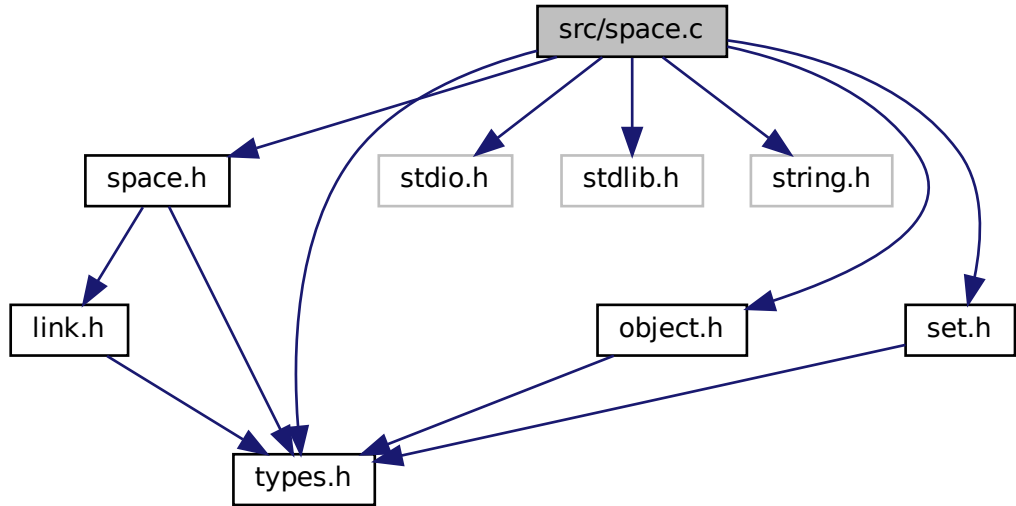 src/space.c
space.h
stdio.h
stdlib.h
string.h
link.h
object.h
set.h
types.h